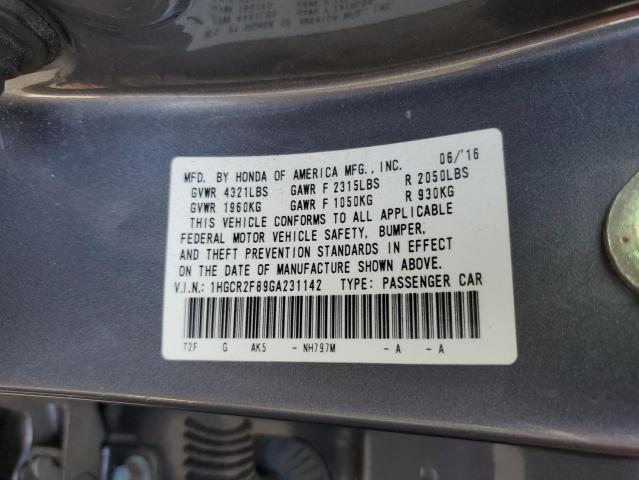 MFD. BY HONDA OF AMERICA MFG., INC. 06/'16
GVWR 4321LBS GAWR F 2315LBS R 2050LBS
GVWR 1960KG GAWR F 1050KG R 930KG
THIS VEHICLE CONFORMS TO ALL APPLICABLE
FEDERAL MOTOR VEHICLE SAFETY, BUMPER,
AND THEFT PREVENTION STANDARDS IN EFFECT
ON THE DATE OF MANUFACTURE SHOWN ABOVE.
V.I.N.: 1HGCR2F89GA231142 TYPE: PASSENGER CAR
T2F G AK5 - NH797M - A - A